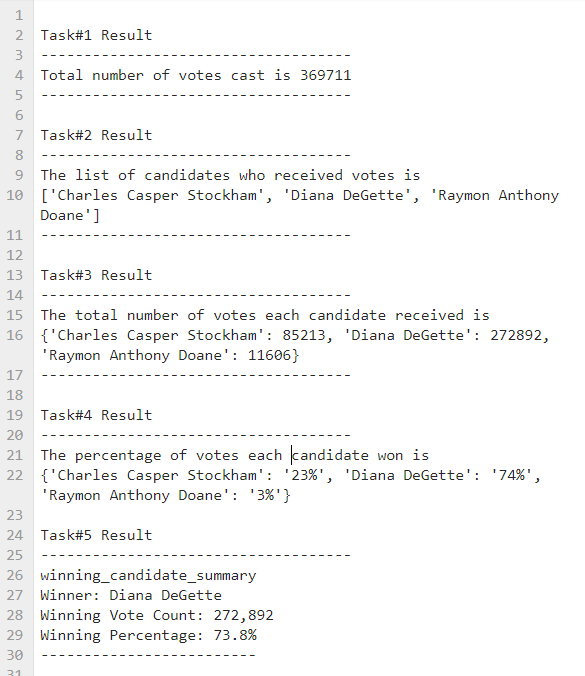 1
2 Task#1 Result
3 ------------------------------------
4 Total number of votes cast is 369711
5 ------------------------------------
6
7 Task#2 Result
8 ------------------------------------
9 The list of candidates who received votes is
10 ['Charles Casper Stockham', 'Diana DeGette', 'Raymon Anthony
Doane']
11 ------------------------------------
12
13 Task#3 Result
14 ------------------------------------
15 The total number of votes each candidate received is
16 {'Charles Casper Stockham': 85213, 'Diana DeGette': 272892,
'Raymon Anthony Doane': 11606}
17 ------------------------------------
18
19 Task#4 Result
20 ------------------------------------
21 The percentage of votes each candidate won is
22 {'Charles Casper Stockham': '23%', 'Diana DeGette': '74%',
'Raymon Anthony Doane': '3%'}
23
24 Task#5 Result
25 ------------------------------------
26 winning_candidate_summary
27 Winner: Diana DeGette
28 Winning Vote Count: 272,892
29 Winning Percentage: 73.8%
30 -------------------------
31